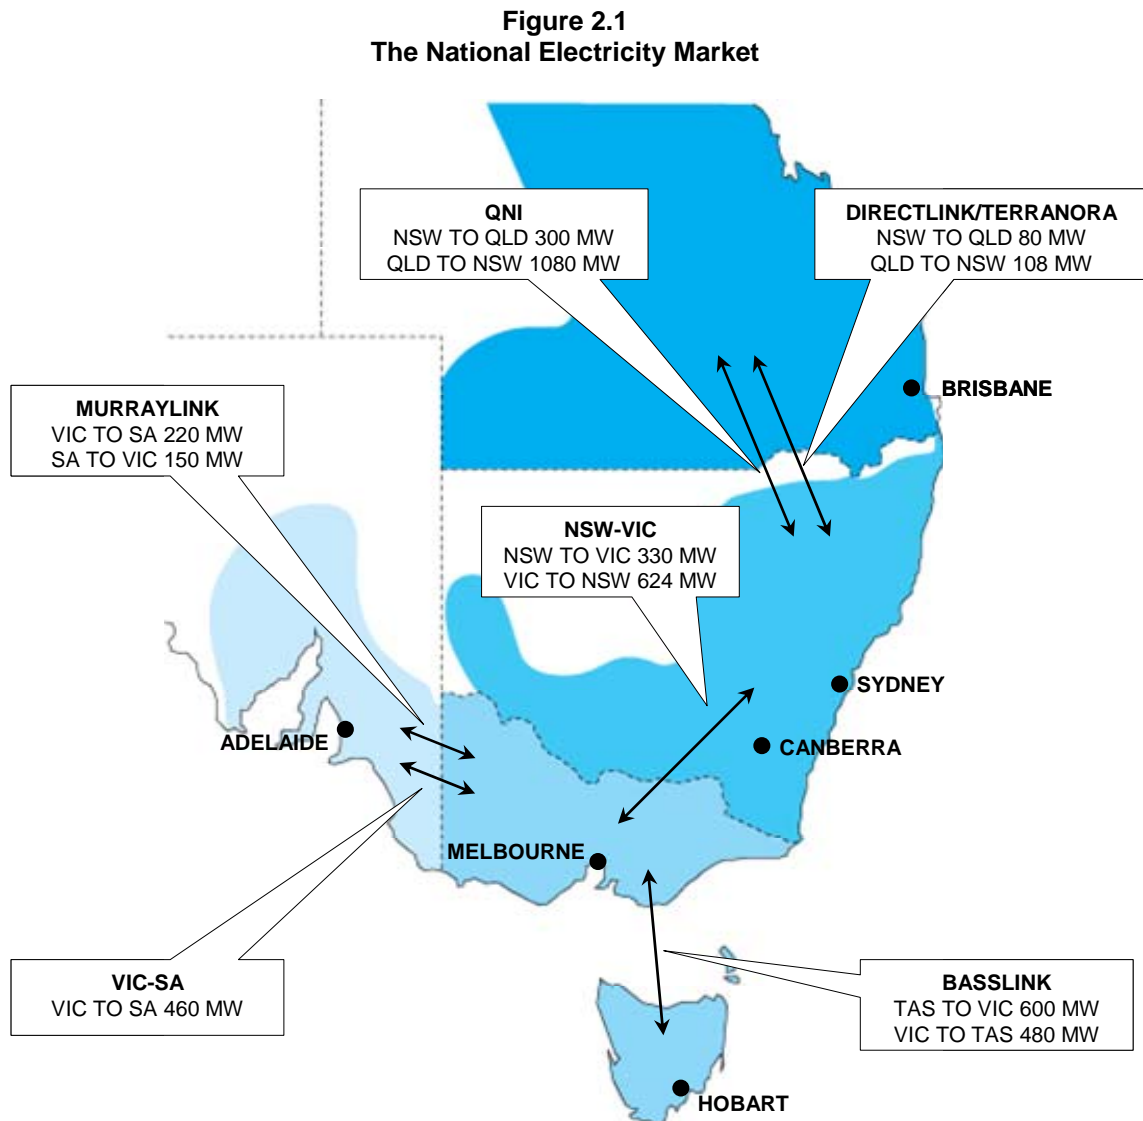 Figure 2.1
The National Electricity Market
QNI
NSW TO QLD 300 MW
QLD TO NSW 1080 MW
DIRECTLINK/TERRANORA
NSW TO QLD 80 MW
QLD TO NSW 108 MW
BRISBANE
MURRAYLINK
VIC TO SA 220 MW
SA TO VIC 150 MW
NSW-VIC
NSW TO VIC 330 MW
VIC TO NSW 624 MW
SYDNEY
ADELAIDE
CANBERRA
MELBOURNE
VIC-SA
VIC TO SA 460 MW
BASSLINK
TAS TO VIC 600 MW
VIC TO TAS 480 MW
HOBART